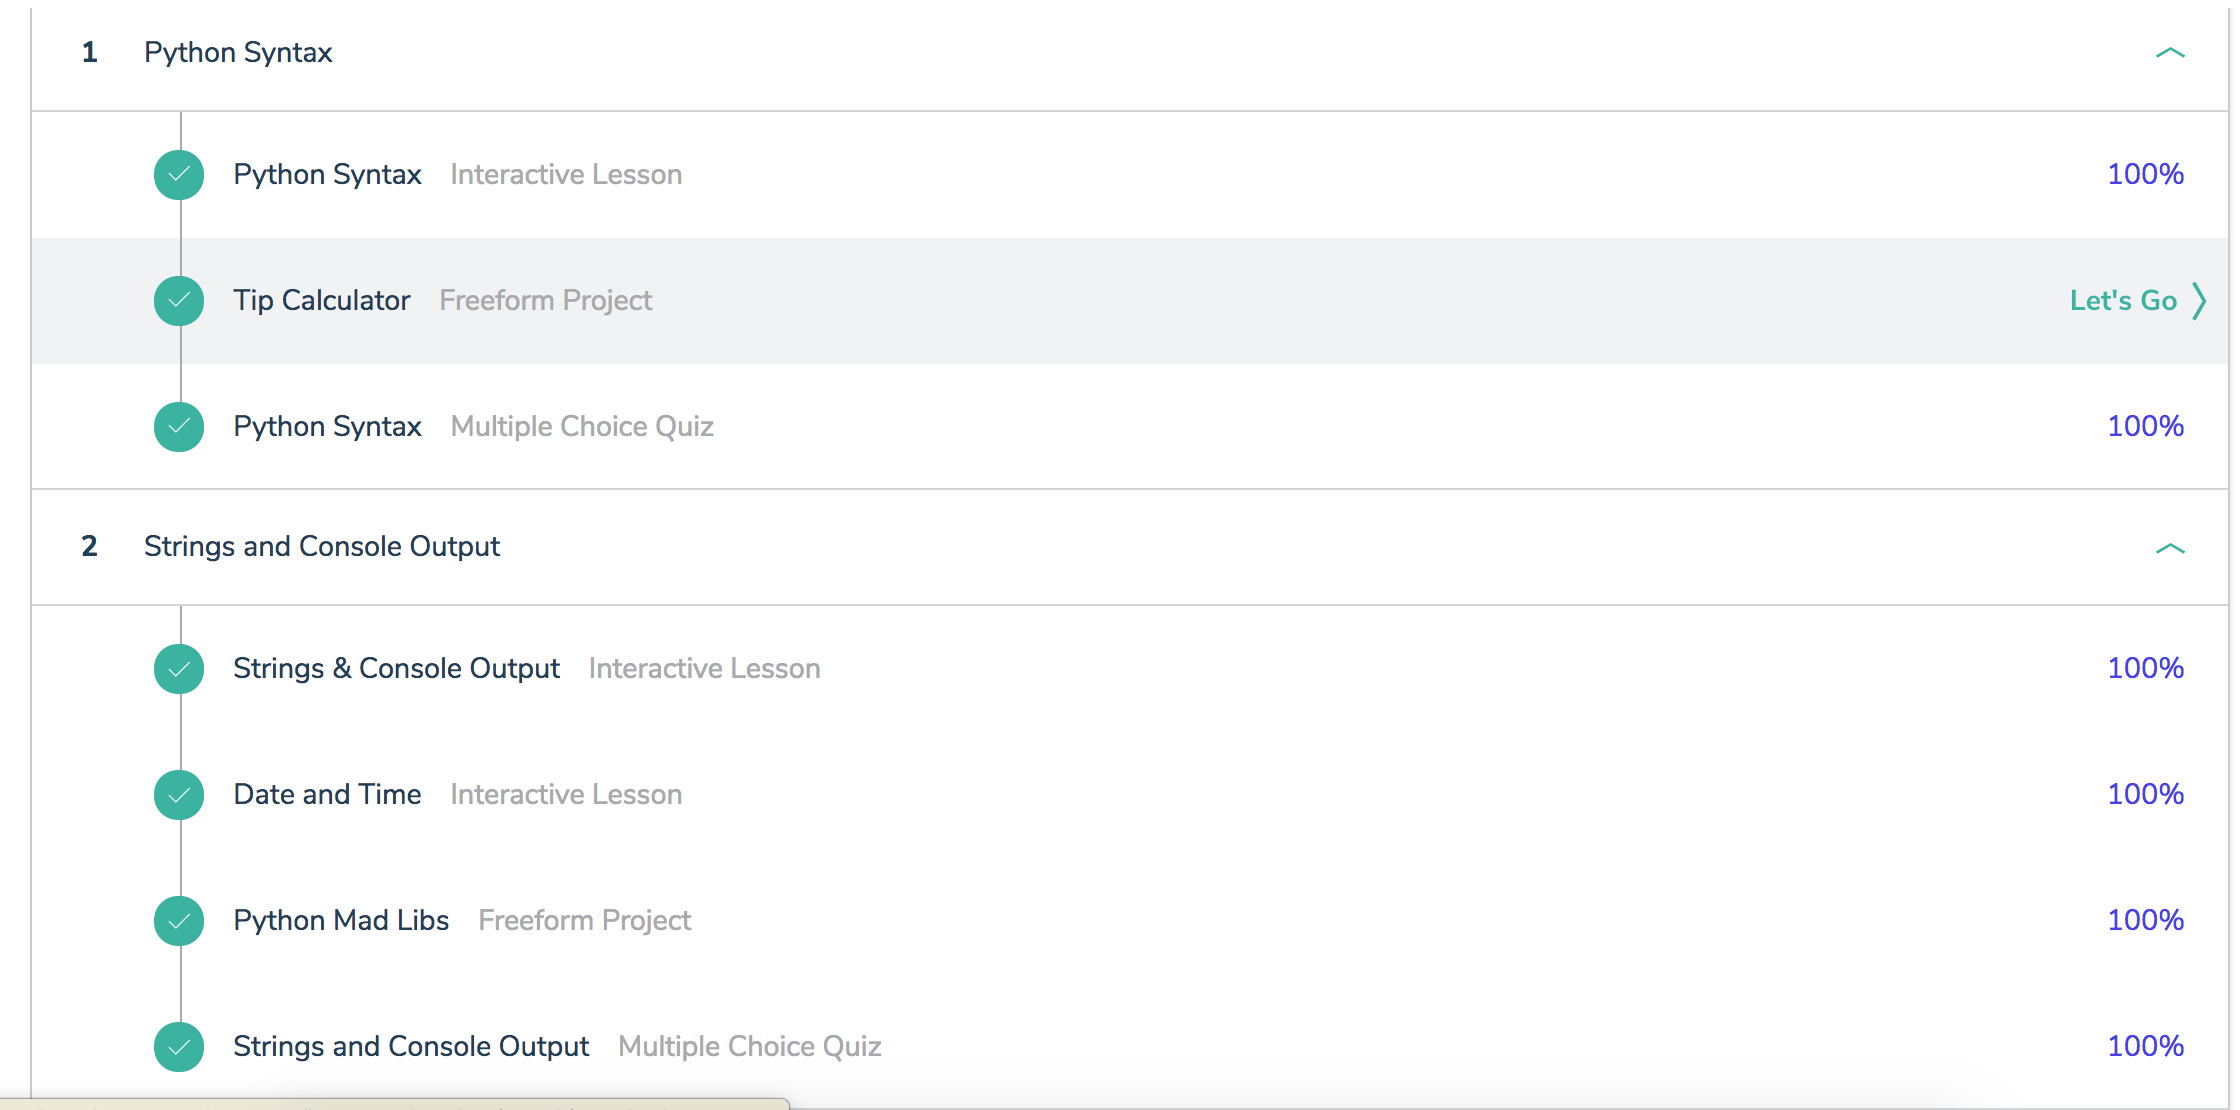 1 Python Syntax
Python Syntax Interactive Lesson 100%
Tip Calculator Freeform Project Let's Go
Python Syntax Multiple Choice Quiz 100%
2 Strings and Console Output
Strings & Console Output Interactive Lesson 100%
Date and Time Interactive Lesson 100%
Python Mad Libs Freeform Project 100%
Strings and Console Output Multiple Choice Quiz 100%